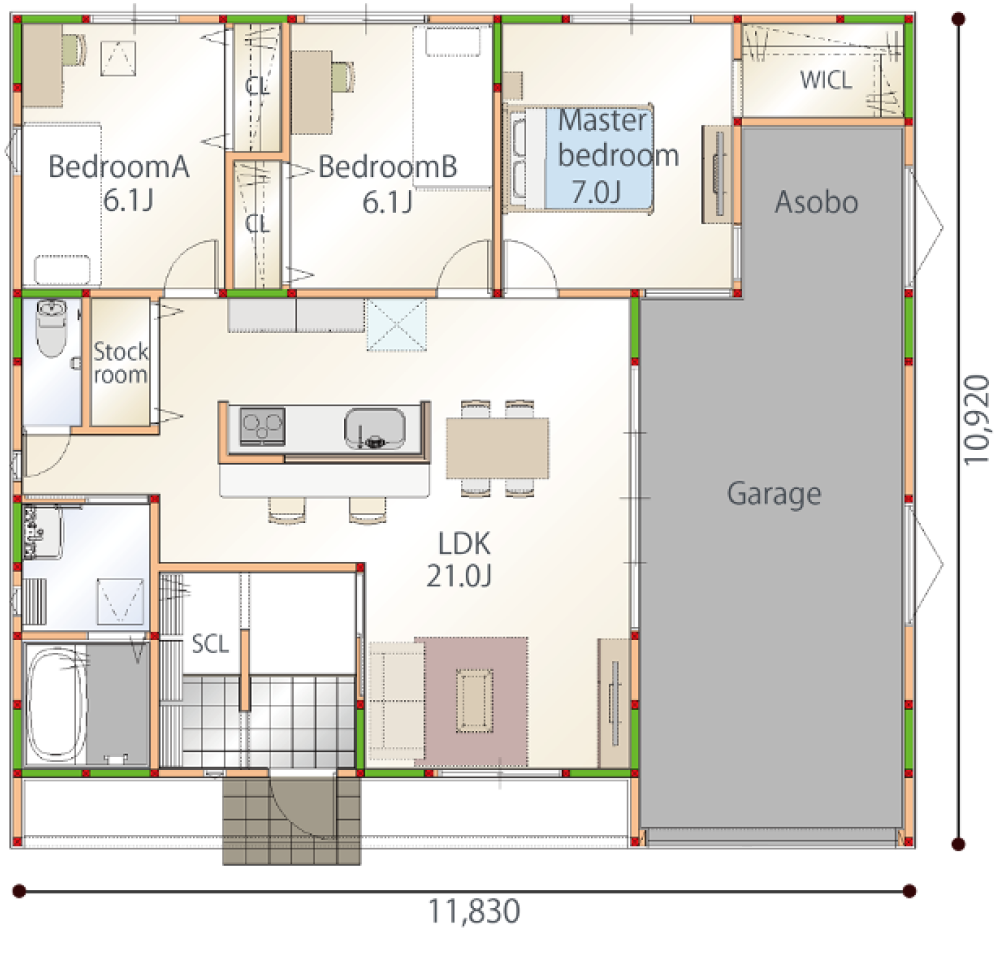 CL
WICL
BedroomA
6.1J
BedroomB
6.1J
Master
bedroom
7.0J
CL
Asobo
Stock
room
10,920
Garage
LDK
21.0J
SCL
11,830